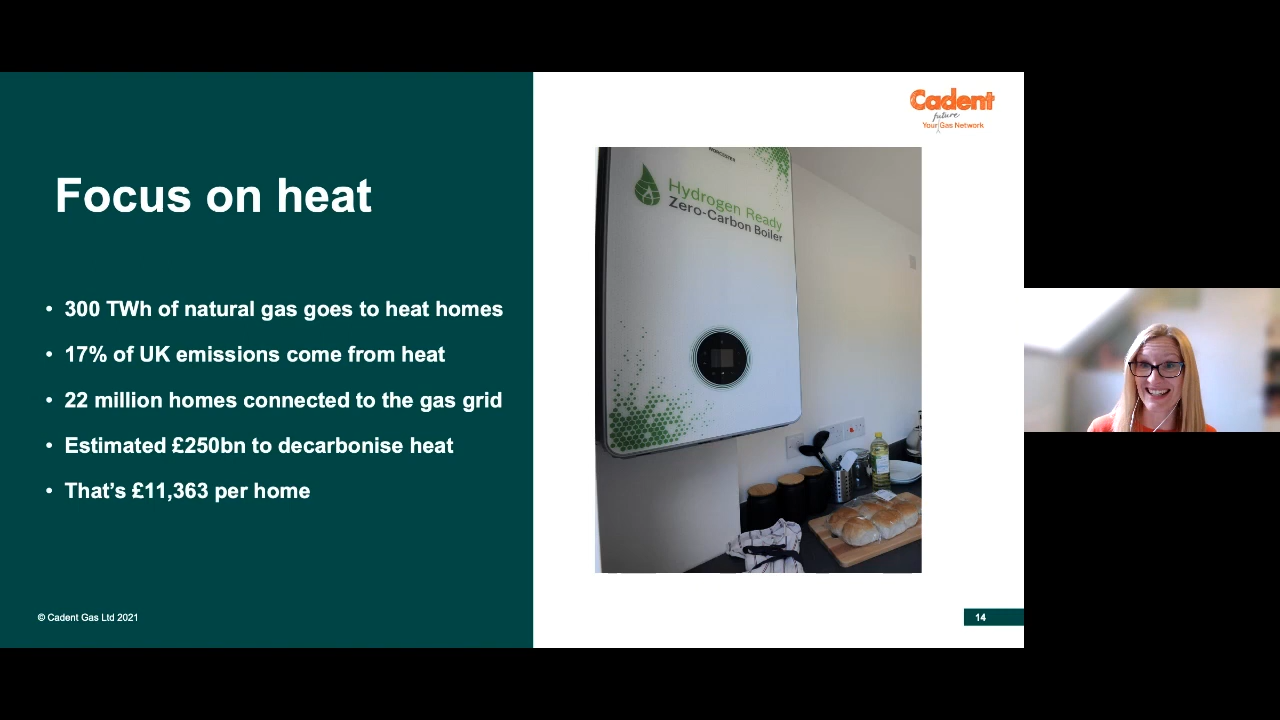 Cadent
future
Your Gas Network
Focus on heat
WORCESTER
Hydrogen Ready
Zero-Carbon Boiler
• 300 TWh of natural gas goes to heat homes
• 17% of UK emissions come from heat
• 22 million homes connected to the gas grid
• Estimated £250bn to decarbonise heat
• That’s £11,363 per home
© Cadent Gas Ltd 2021
14